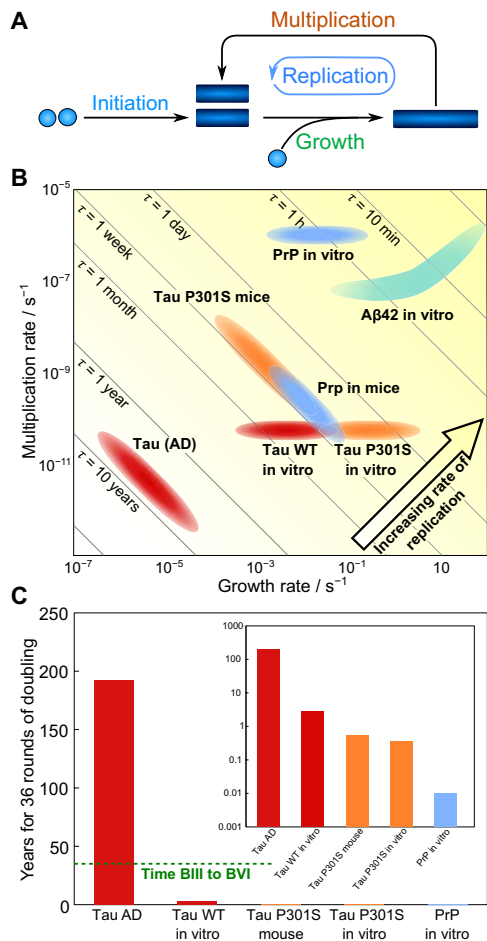 A
Multiplication
Replication
Initiation
Growth
B
Multiplication rate / s⁻¹
10⁻⁵
10⁻⁷
10⁻⁹
10⁻¹¹
τ = 1 week
τ = 1 day
τ = 1 h
τ = 10 min
τ = 1 month
τ = 1 year
τ = 10 years
PrP in vitro
Aβ42 in vitro
Tau P301S mice
Prp in mice
Tau (AD)
Tau WT
in vitro
Tau P301S
in vitro
Increasing rate of
replication
10⁻⁷
10⁻⁵
10⁻³
10⁻¹
10
Growth rate / s⁻¹
C
Years for 36 rounds of doubling
250
200
150
100
50
0
Time BIII to BVI
Tau AD
Tau WT
in vitro
Tau P301S
mouse
Tau P301S
in vitro
PrP
in vitro
1000
100
10
1
0.1
0.01
0.001
Tau AD
Tau WT in vitro
Tau P301S mouse
Tau P301S in vitro
PrP in vitro